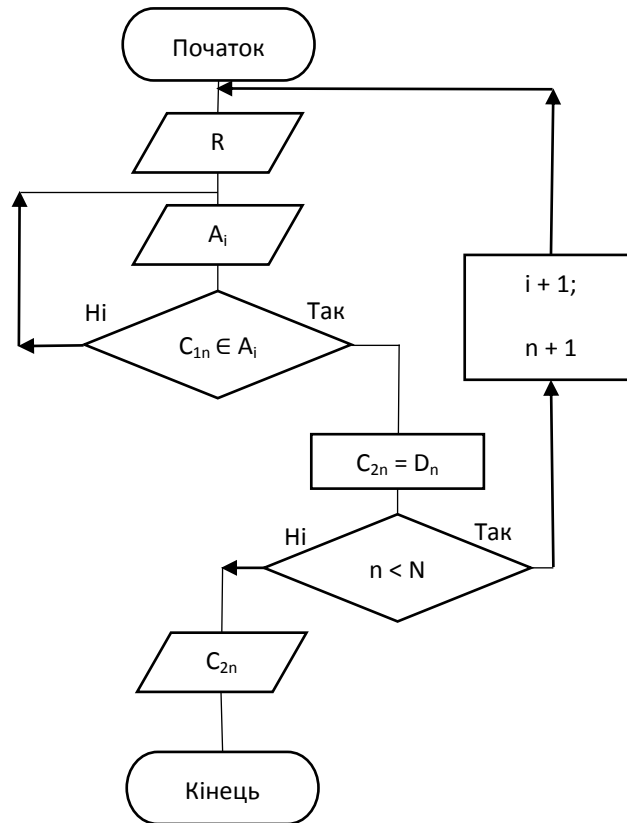 Початок
R
Aᵢ
Ні
Так
C₁ₙ ∈ Aᵢ
i + 1;
n + 1
C₂ₙ = Dₙ
Ні
Так
n < N
C₂ₙ
Кінець